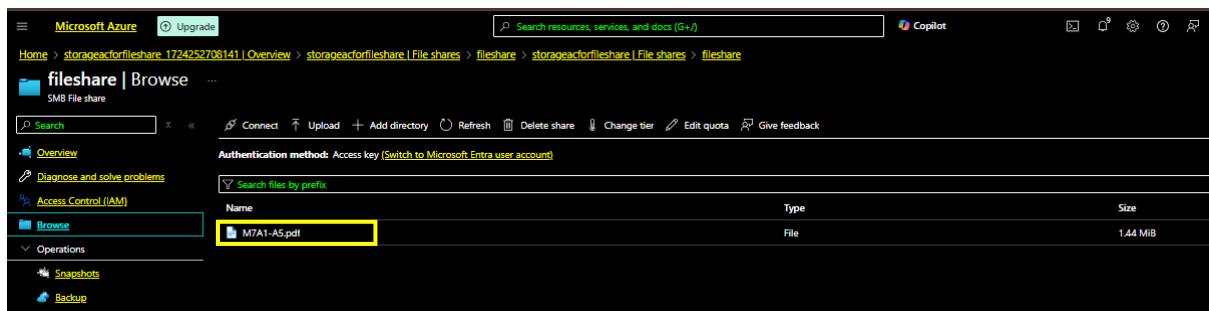 Microsoft Azure
Upgrade
Search resources, services, and docs (G+/)
Copilot
9
Home > storageacforfileshare_1724252708141 | Overview > storageacforfileshare | File shares > fileshare > storageacforfileshare | File shares > fileshare
fileshare | Browse ...
SMB File share
Search
Connect Upload Add directory Refresh Delete share Change tier Edit quota Give feedback
Overview
Authentication method: Access key (Switch to Microsoft Entra user account)
Diagnose and solve problems
Search files by prefix
Access Control (IAM)
Name Type Size
Browse
M7A1-A5.pdf File 1.44 MiB
Operations
Snapshots
Backup